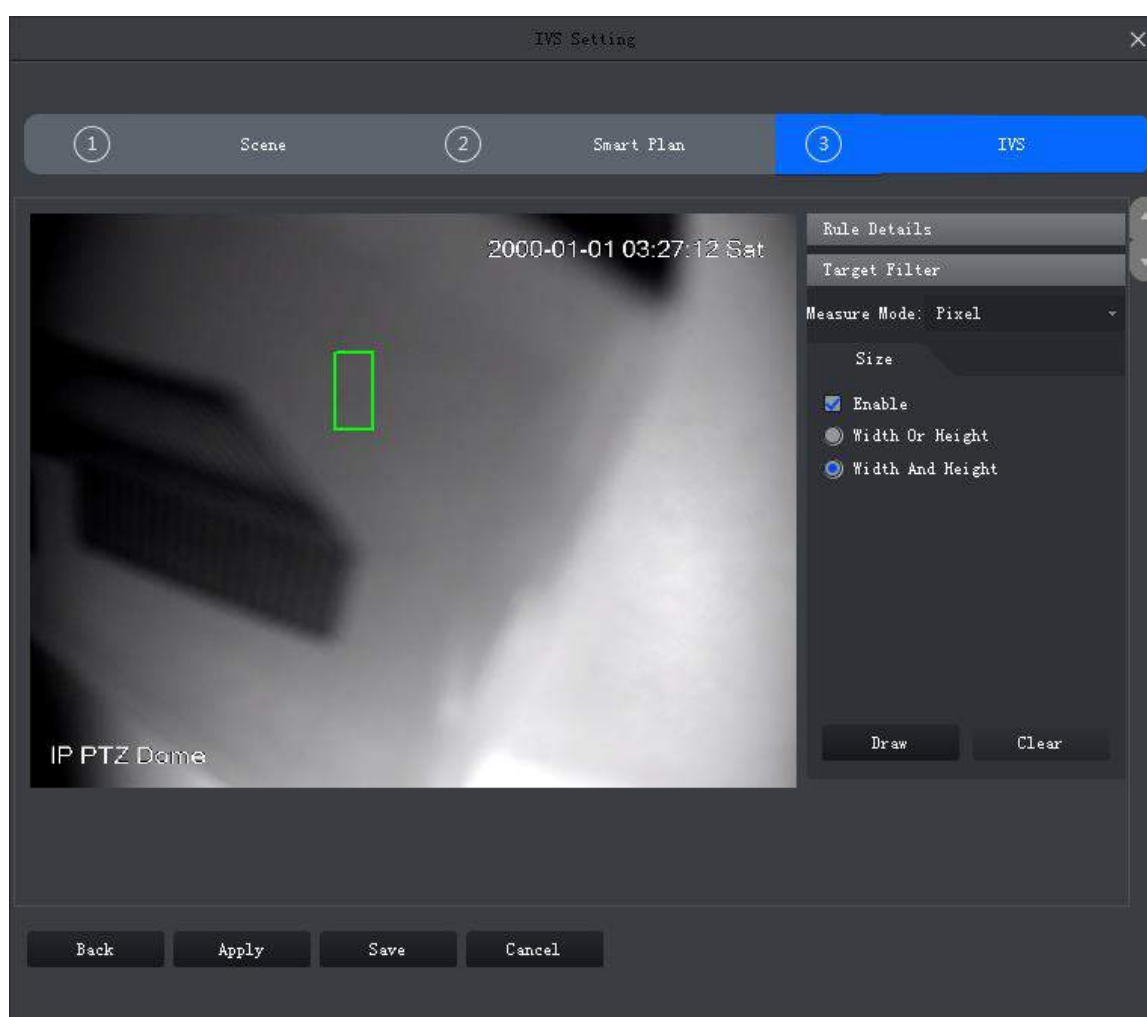 IVS Setting
1 Scene 2 Smart Plan 3 IVS
2000-01-01 03:27:12 Sat
Rule Details
Target Filter
Measure Mode: Pixel
Size
Enable
Width Or Height
Width And Height
Draw Clear
IP PTZ Dome
Back Apply Save Cancel